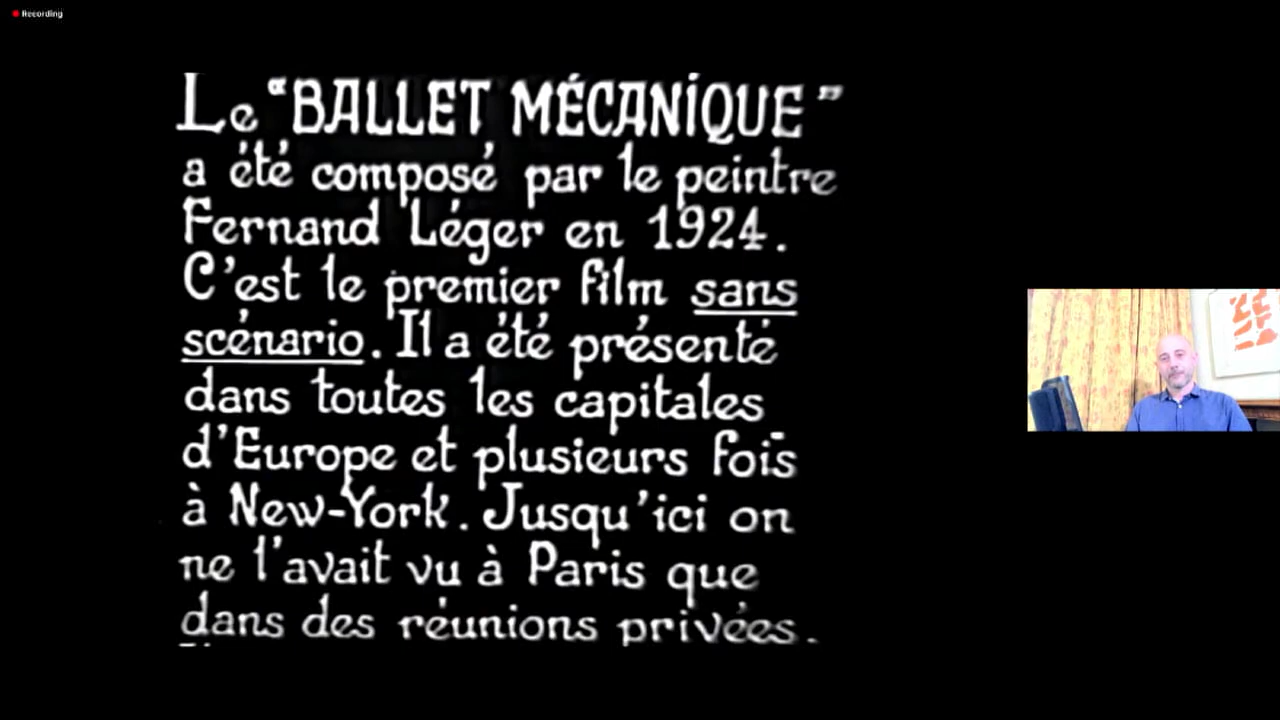 Recording
Le "BALLET MÉCANIQUE"
a été composé par le peintre
Fernand Léger en 1924.
C'est le premier film sans
scénario. Il a été présenté
dans toutes les capitales
d'Europe et plusieurs fois
à New-York. Jusqu'ici on
ne l'avait vu à Paris que
dans des réunions privées.